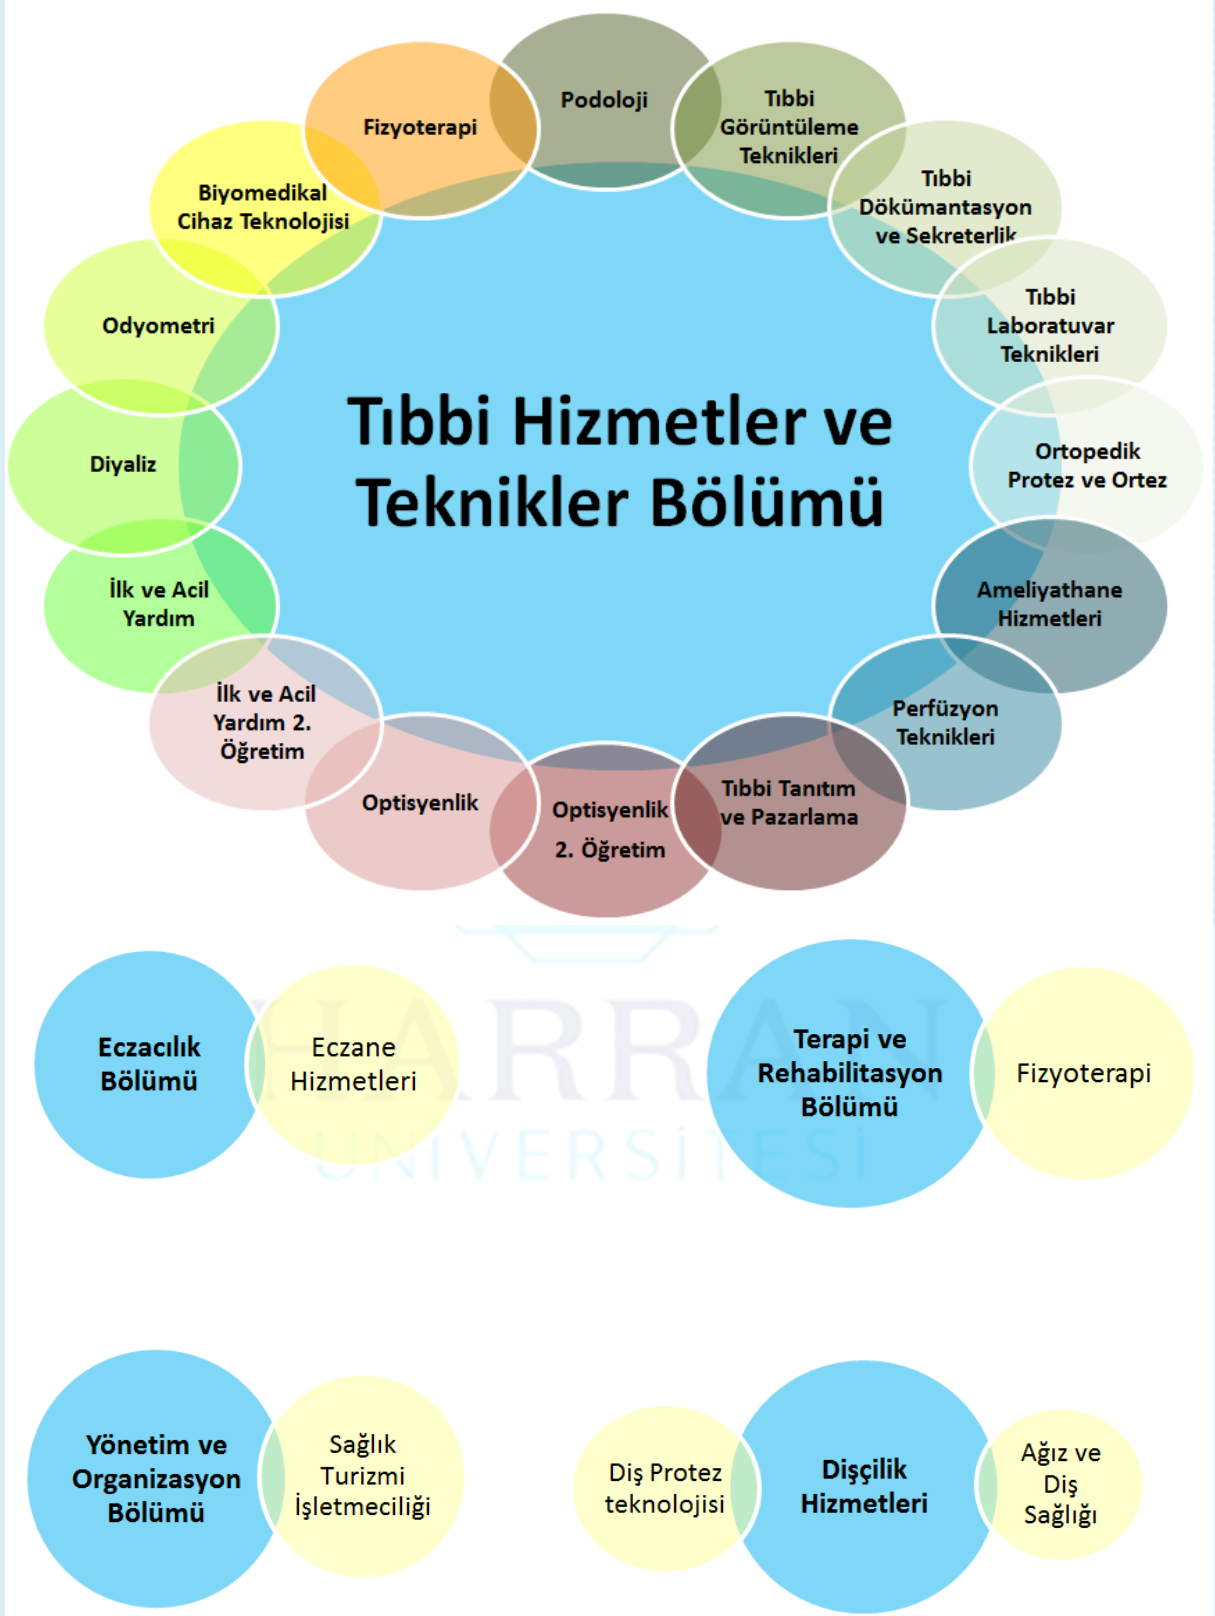 Podoloji
Tıbbi
Görüntüleme
Teknikleri
Tıbbi
Dökümantasyon
ve Sekreterlik
Tıbbi
Laboratuvar
Teknikleri
Ortopedik
Protez ve Ortez
Ameliyathane
Hizmetleri
Perfüzyon
Teknikleri
Tıbbi Tanıtım
ve Pazarlama
Optisyenlik
2. Öğretim
Optisyenlik
İlk ve Acil
Yardım 2.
Öğretim
İlk ve Acil
Yardım
Diyaliz
Odyometri
Biyomedikal
Cihaz Teknolojisi
Fizyoterapi
Tıbbi Hizmetler ve
Teknikler Bölümü
Eczacılık
Bölümü
Eczane
Hizmetleri
Terapi ve
Rehabilitasyon
Bölümü
Fizyoterapi
HARRAN
ÜNİVERSİTESİ
Yönetim ve
Organizasyon
Bölümü
Sağlık
Turizmi
İşletmeciliği
Diş Protez
teknolojisi
Dişçilik
Hizmetleri
Ağız ve
Diş
Sağlığı